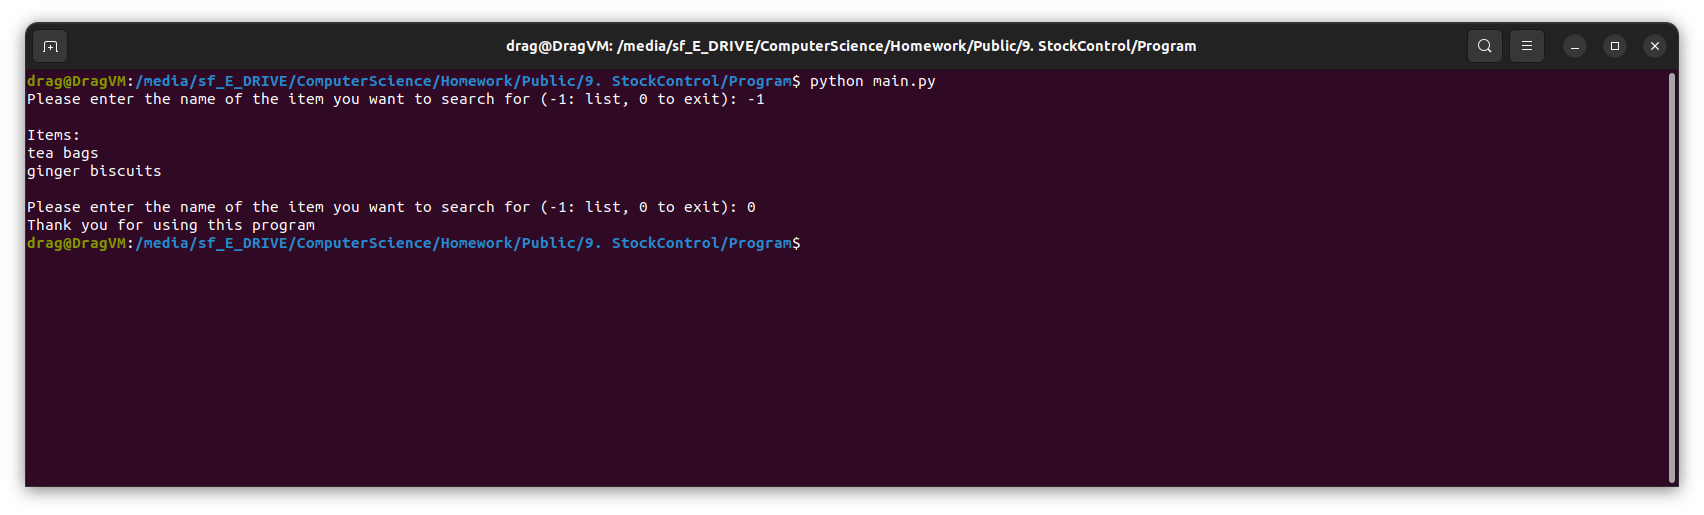 drag@DragVM: /media/sf_E_DRIVE/ComputerScience/Homework/Public/9. StockControl/Program
drag@DragVM:/media/sf_E_DRIVE/ComputerScience/Homework/Public/9. StockControl/Program$ python main.py
Please enter the name of the item you want to search for (-1: list, 0 to exit): -1
Items:
tea bags
ginger biscuits
Please enter the name of the item you want to search for (-1: list, 0 to exit): 0
Thank you for using this program
drag@DragVM:/media/sf_E_DRIVE/ComputerScience/Homework/Public/9. StockControl/Program$